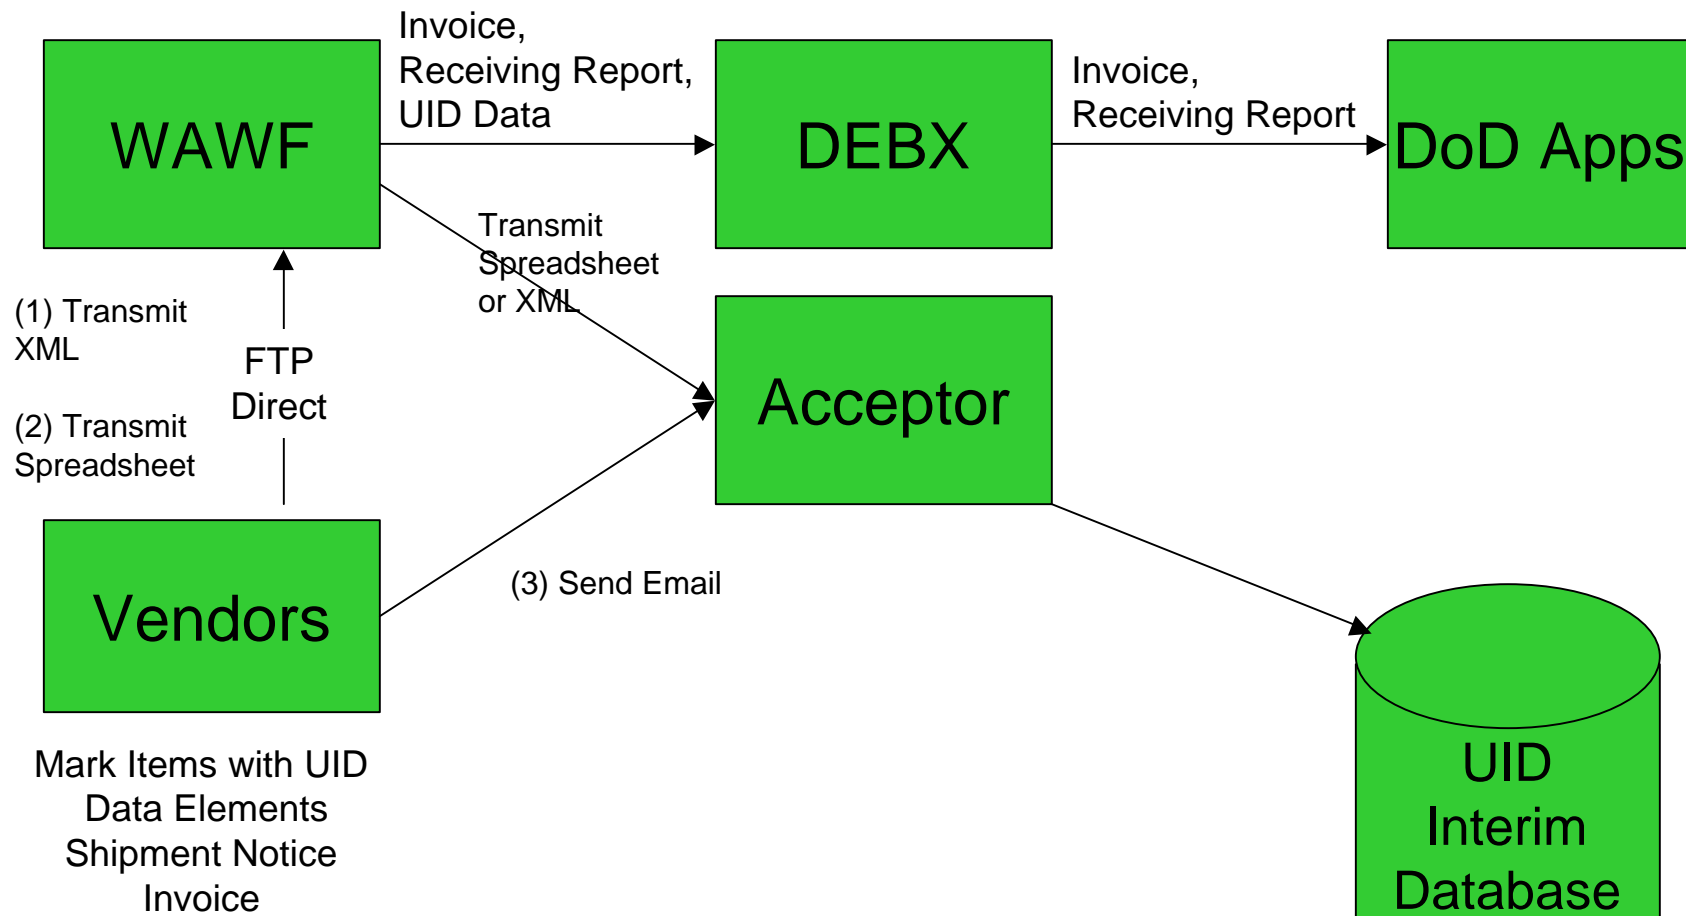 Invoice,
Receiving Report,
UID Data
Invoice,
Receiving Report
WAWF
DEBX
DoD Apps
Transmit
Spreadsheet
or XML
(1) Transmit
XML
FTP
Direct
(2) Transmit
Spreadsheet
Acceptor
Vendors
(3) Send Email
Mark Items with UID
Data Elements
Shipment Notice
Invoice
UID
Interim
Database